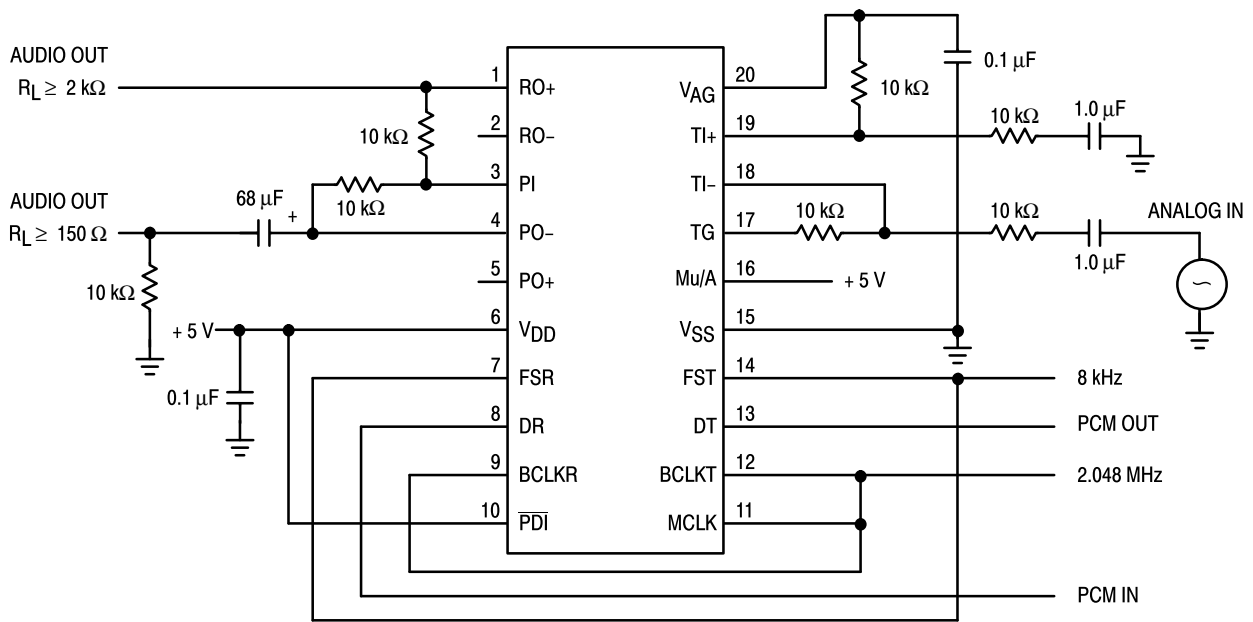 AUDIO OUT
RL ≥ 2 kΩ
10 kΩ
10 kΩ
AUDIO OUT
RL ≥ 150 Ω
68 μF
+
10 kΩ
+ 5 V
0.1 μF
1 RO+
2 RO–
3 PI
4 PO–
5 PO+
6 VDD
7 FSR
8 DR
9 BCLKR
10 PDI
VAG 20
TI+ 19
TI– 18
TG 17
Mu/A 16
VSS 15
FST 14
DT 13
BCLKT 12
MCLK 11
0.1 μF
10 kΩ
10 kΩ
1.0 μF
10 kΩ
10 kΩ
1.0 μF
ANALOG IN
+ 5 V
8 kHz
PCM OUT
2.048 MHz
PCM IN